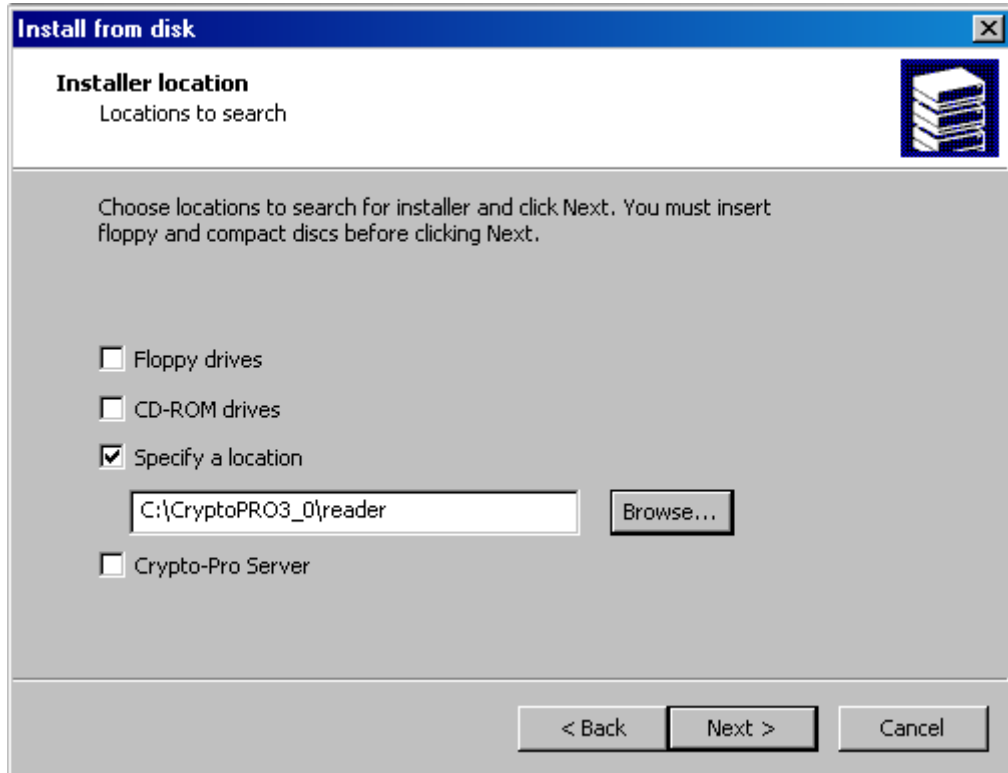 Install from disk
Installer location
Locations to search
Choose locations to search for installer and click Next. You must insert
floppy and compact discs before clicking Next.
Floppy drives
CD-ROM drives
Specify a location
C:\CryptoPRO3_0\reader
Browse...
Crypto-Pro Server
< Back
Next >
Cancel